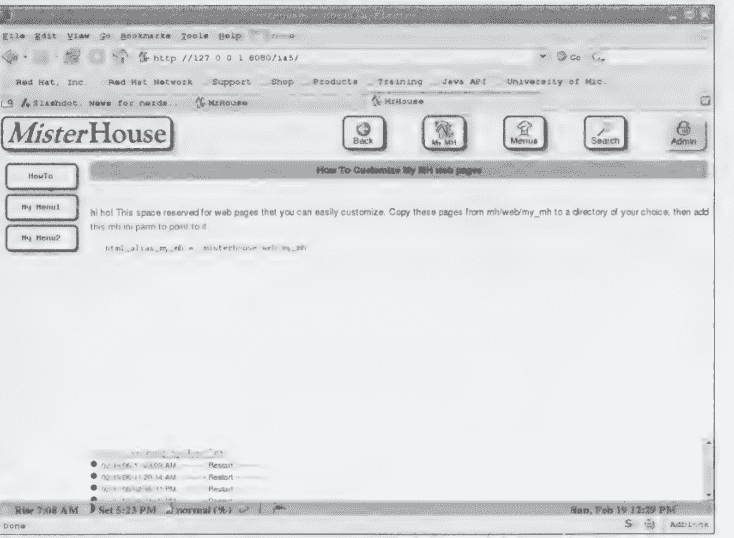 File Edit View Go Bookmarks Tools Help
http //127 0 0 1 8080/ia5/
Go
Red Hat, Inc. Red Hat Network Support Shop Products Training Java API University of Mic.
Slashdot. News for nerds.. MrHouse MrHouse
MisterHouse
Back
My MH
Menus
Search
Admin
HowTo
How To Customize My MH web pages
My Menu1
My Menu2
hi ho! This space reserved for web pages that you can easily customize. Copy these pages from mh/web/my_mh to a directory of your choice, then add
this mh ini parm to point to it
html_alias_my_mh = misterhouse web my_mh
Restart
Restart
Restart
Rise 7:08 AM Set 5:23 PM normal (%) Sun, Feb 19 12:29 PM
Done Adblock